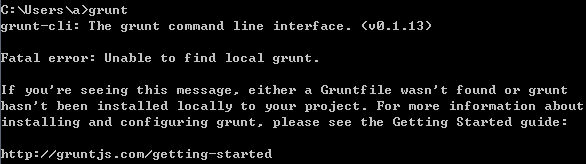 C:\Users\a>grunt
grunt-cli: The grunt command line interface. (v0.1.13)
Fatal error: Unable to find local grunt.
If you're seeing this message, either a Gruntfile wasn't found or grunt
hasn't been installed locally to your project. For more information about
installing and configuring grunt, please see the Getting Started guide:
http://gruntjs.com/getting-started